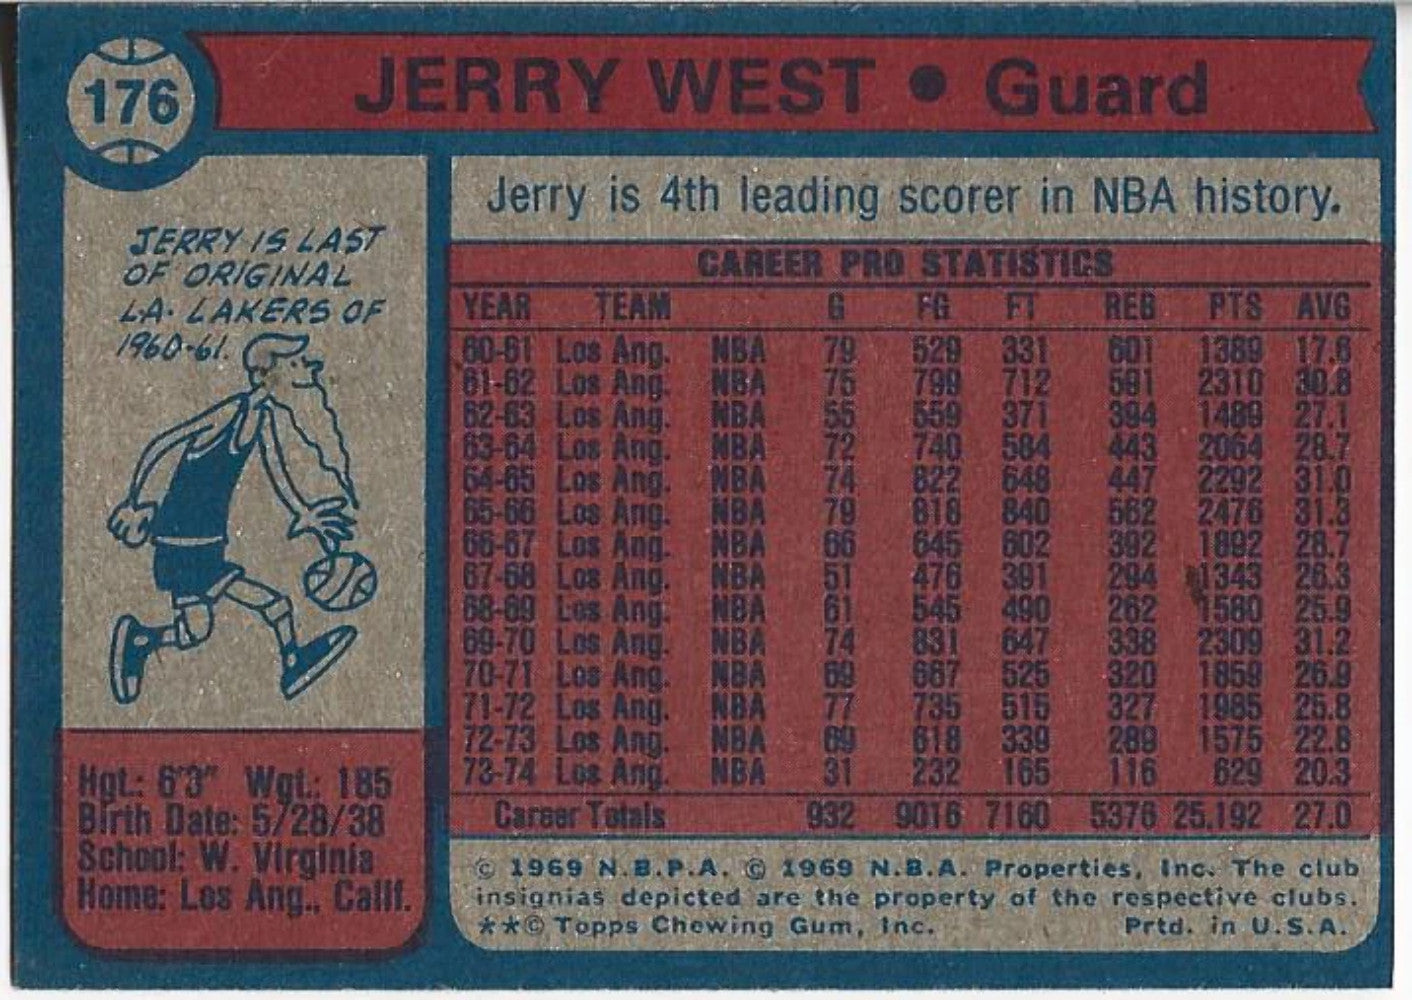 176
JERRY WEST • Guard
JERRY IS LAST
OF ORIGINAL
L.A. LAKERS OF
1960-61.
Hgt.: 6'3" Wgt.: 185
Birth Date: 5/28/38
School: W. Virginia
Home: Los Ang., Calif.
Jerry is 4th leading scorer in NBA history.
CAREER PRO STATISTICS
YEAR TEAM G FG FT REB PTS AVG
60-61 Los Ang. NBA 79 529 331 601 1389 17.6
61-62 Los Ang. NBA 75 799 712 591 2310 30.8
62-63 Los Ang. NBA 55 559 371 394 1489 27.1
63-64 Los Ang. NBA 72 740 584 443 2064 28.7
64-65 Los Ang. NBA 74 822 648 447 2292 31.0
65-66 Los Ang. NBA 79 818 840 562 2476 31.3
66-67 Los Ang. NBA 66 645 602 392 1892 28.7
67-68 Los Ang. NBA 51 476 391 294 1343 26.3
68-69 Los Ang. NBA 61 545 490 262 1580 25.9
69-70 Los Ang. NBA 74 831 647 338 2309 31.2
70-71 Los Ang. NBA 69 667 525 320 1859 26.9
71-72 Los Ang. NBA 77 735 515 327 1985 25.8
72-73 Los Ang. NBA 69 618 339 289 1575 22.8
73-74 Los Ang. NBA 31 232 165 116 629 20.3
Career Totals 932 9016 7160 5376 25,192 27.0
© 1969 N.B.P.A. © 1969 N.B.A. Properties, Inc. The club
insignias depicted are the property of the respective clubs.
**© Topps Chewing Gum, Inc. Prtd. in U.S.A.